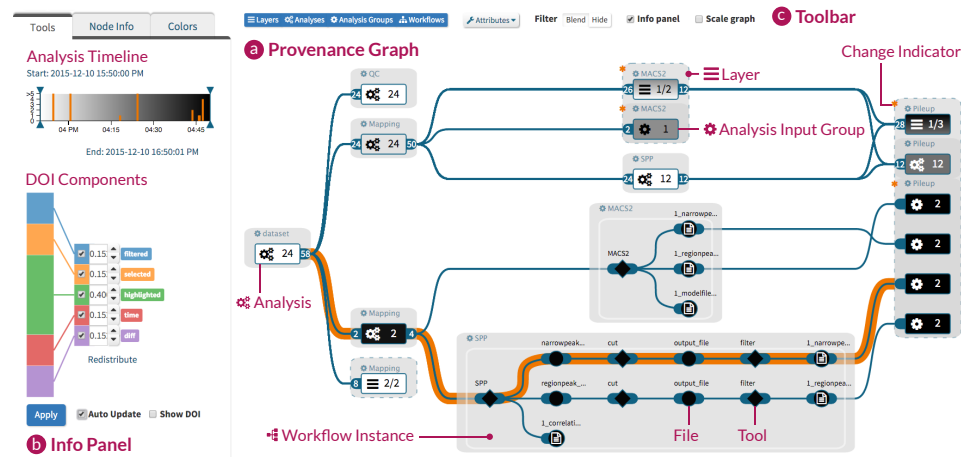 Tools
Node Info
Colors
Layers
Analyses
Analysis Groups
Workflows
Attributes
Filter
Blend
Hide
Info panel
Scale graph
c Toolbar
a Provenance Graph
Analysis Timeline
Start: 2015-12-10 15:50:00 PM
>5
4
3
2
1
0
04 PM
04:15
04:30
04:45
End: 2015-12-10 16:50:01 PM
DOI Components
0.15
filtered
0.15
selected
0.40
highlighted
0.15
time
0.15
diff
Redistribute
Apply
Auto Update
Show DOI
b Info Panel
dataset
24
58
Analysis
QC
24
24
Mapping
24
24
50
Mapping
2
2
4
Mapping
8
2/2
MACS2
26
1/2
12
MACS2
2
1
Layer
Analysis Input Group
SPP
24
12
12
MACS2
MACS2
1_narrowpe...
1_regionpea...
1_modelfile...
SPP
SPP
narrowpeak...
cut
output_file
filter
1_narrowpe...
regionpeak_...
cut
output_file
filter
1_regionpea...
1_correlati...
Workflow Instance
File
Tool
Change Indicator
Pileup
28
1/3
Pileup
12
12
Pileup
2
2
2
2